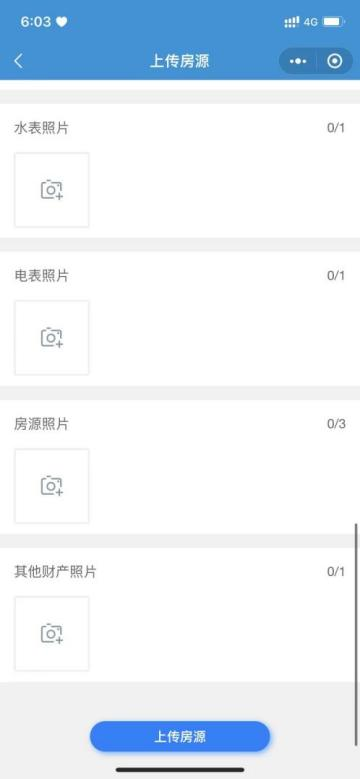 6:03
4G
上传房源
水表照片 0/1
电表照片 0/1
房源照片 0/3
其他财产照片 0/1
上传房源